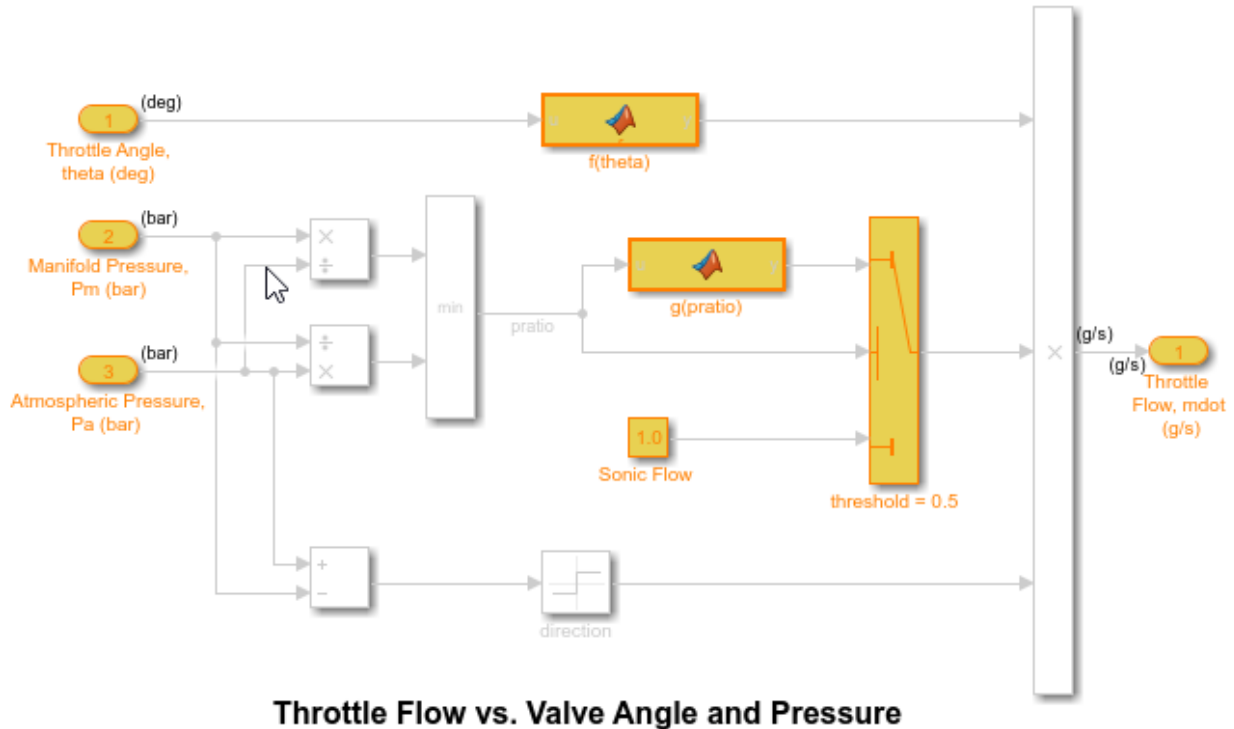 (deg)
1
Throttle Angle,
theta (deg)
f(theta)
(bar)
2
Manifold Pressure,
Pm (bar)
×
÷
min
pratio
g(pratio)
(bar)
3
Atmospheric Pressure,
Pa (bar)
÷
×
1.0
Sonic Flow
threshold = 0.5
×
(g/s)
(g/s)
1
Throttle
Flow, mdot
(g/s)
+
−
direction
Throttle Flow vs. Valve Angle and Pressure